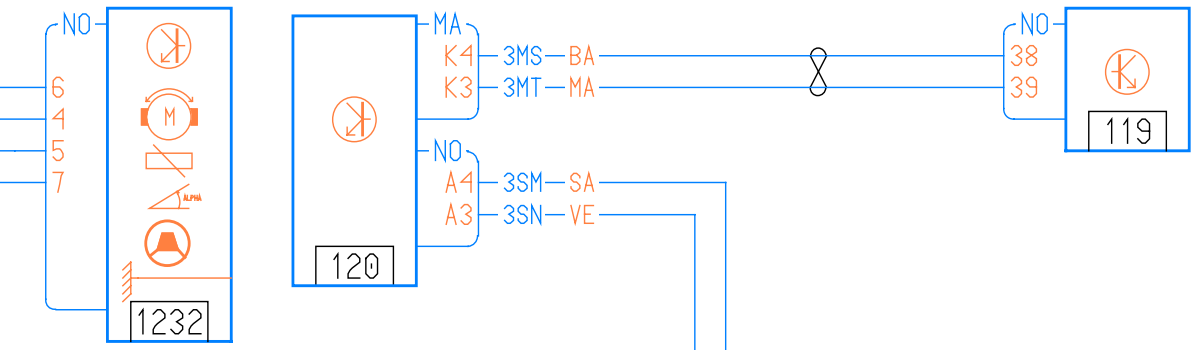 NO
6
4
5
7
M
ALPHA
1232
120
MA
K4 3MS BA
K3 3MT MA
NO
A4 3SM SA
A3 3SN VE
NO
38
39
119